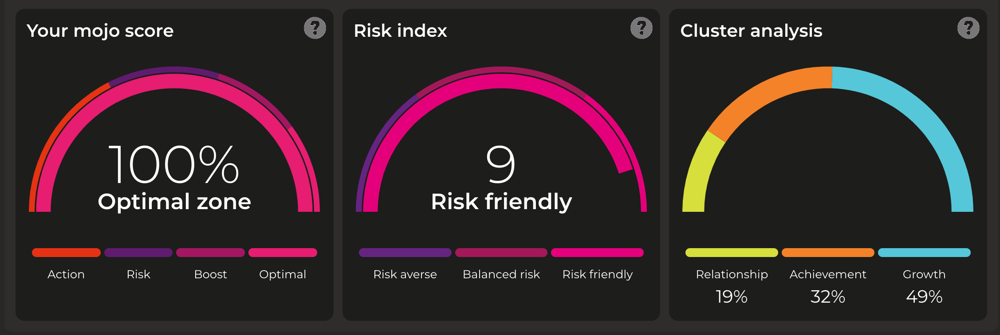 Your mojo score
?
100%
Optimal zone
Action
Risk
Boost
Optimal
Risk index
?
9
Risk friendly
Risk averse
Balanced risk
Risk friendly
Cluster analysis
?
Relationship
Achievement
Growth
19%
32%
49%